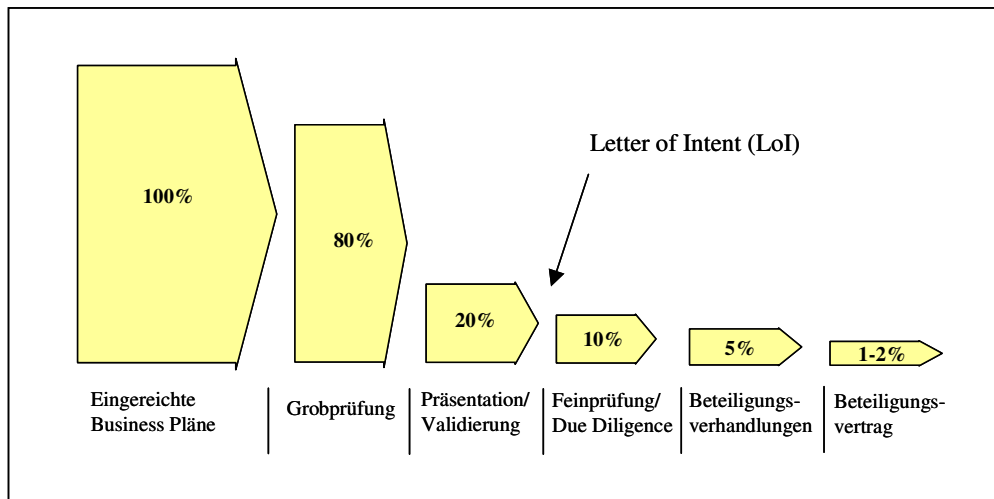 Letter of Intent (LoI)
100%
80%
20%
10%
5%
1-2%
Eingereichte
Business Pläne
Grobprüfung
Präsentation/
Validierung
Feinprüfung/
Due Diligence
Beteiligungs-
verhandlungen
Beteiligungs-
vertrag